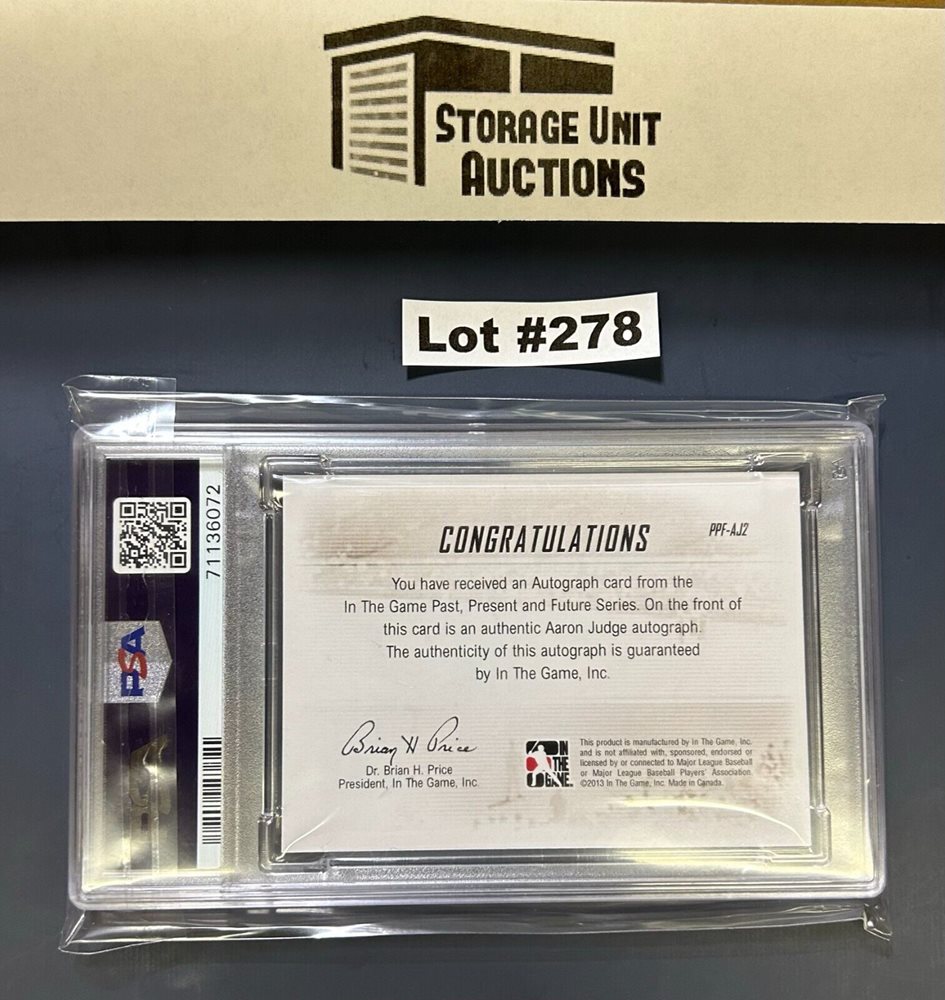 STORAGE UNIT
AUCTIONS
Lot #278
71136072
PSA
CONGRATULATIONS
PPF-AJ2
You have received an Autograph card from the
In The Game Past, Present and Future Series. On the front of
this card is an authentic Aaron Judge autograph.
The authenticity of this autograph is guaranteed
by In The Game, Inc.
Brian H Price
Dr. Brian H. Price
President, In The Game, Inc.
IN
THE
GAME.
This product is manufactured by In The Game, Inc.
and is not affiliated with, sponsored, endorsed or
licensed by or connected to Major League Baseball
or Major League Baseball Players' Association.
©2013 In The Game, Inc. Made in Canada.